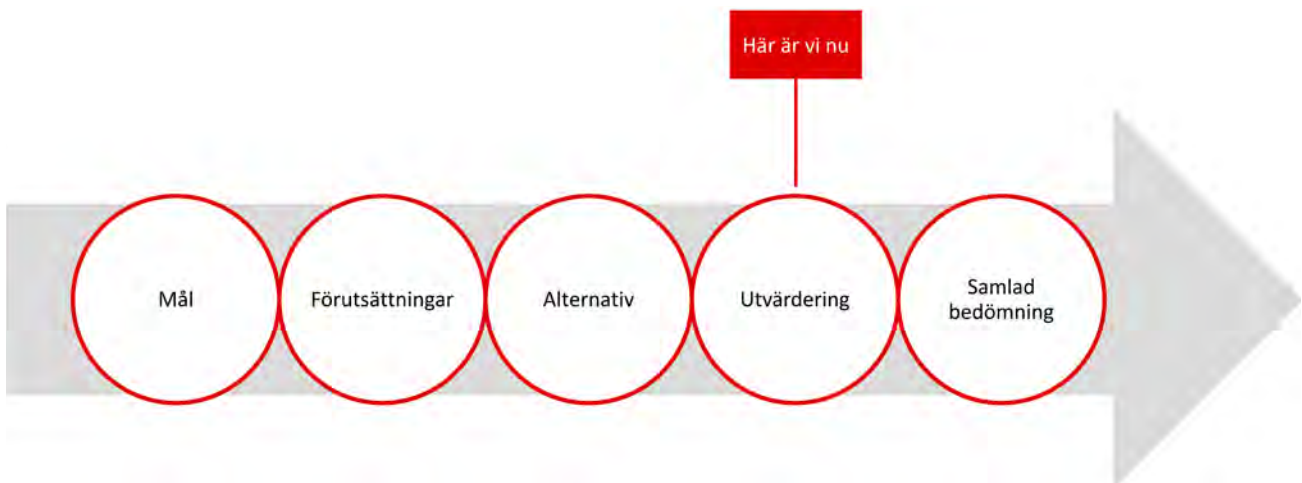 Här är vi nu
Mål
Förutsättningar
Alternativ
Utvärdering
Samlad
bedömning